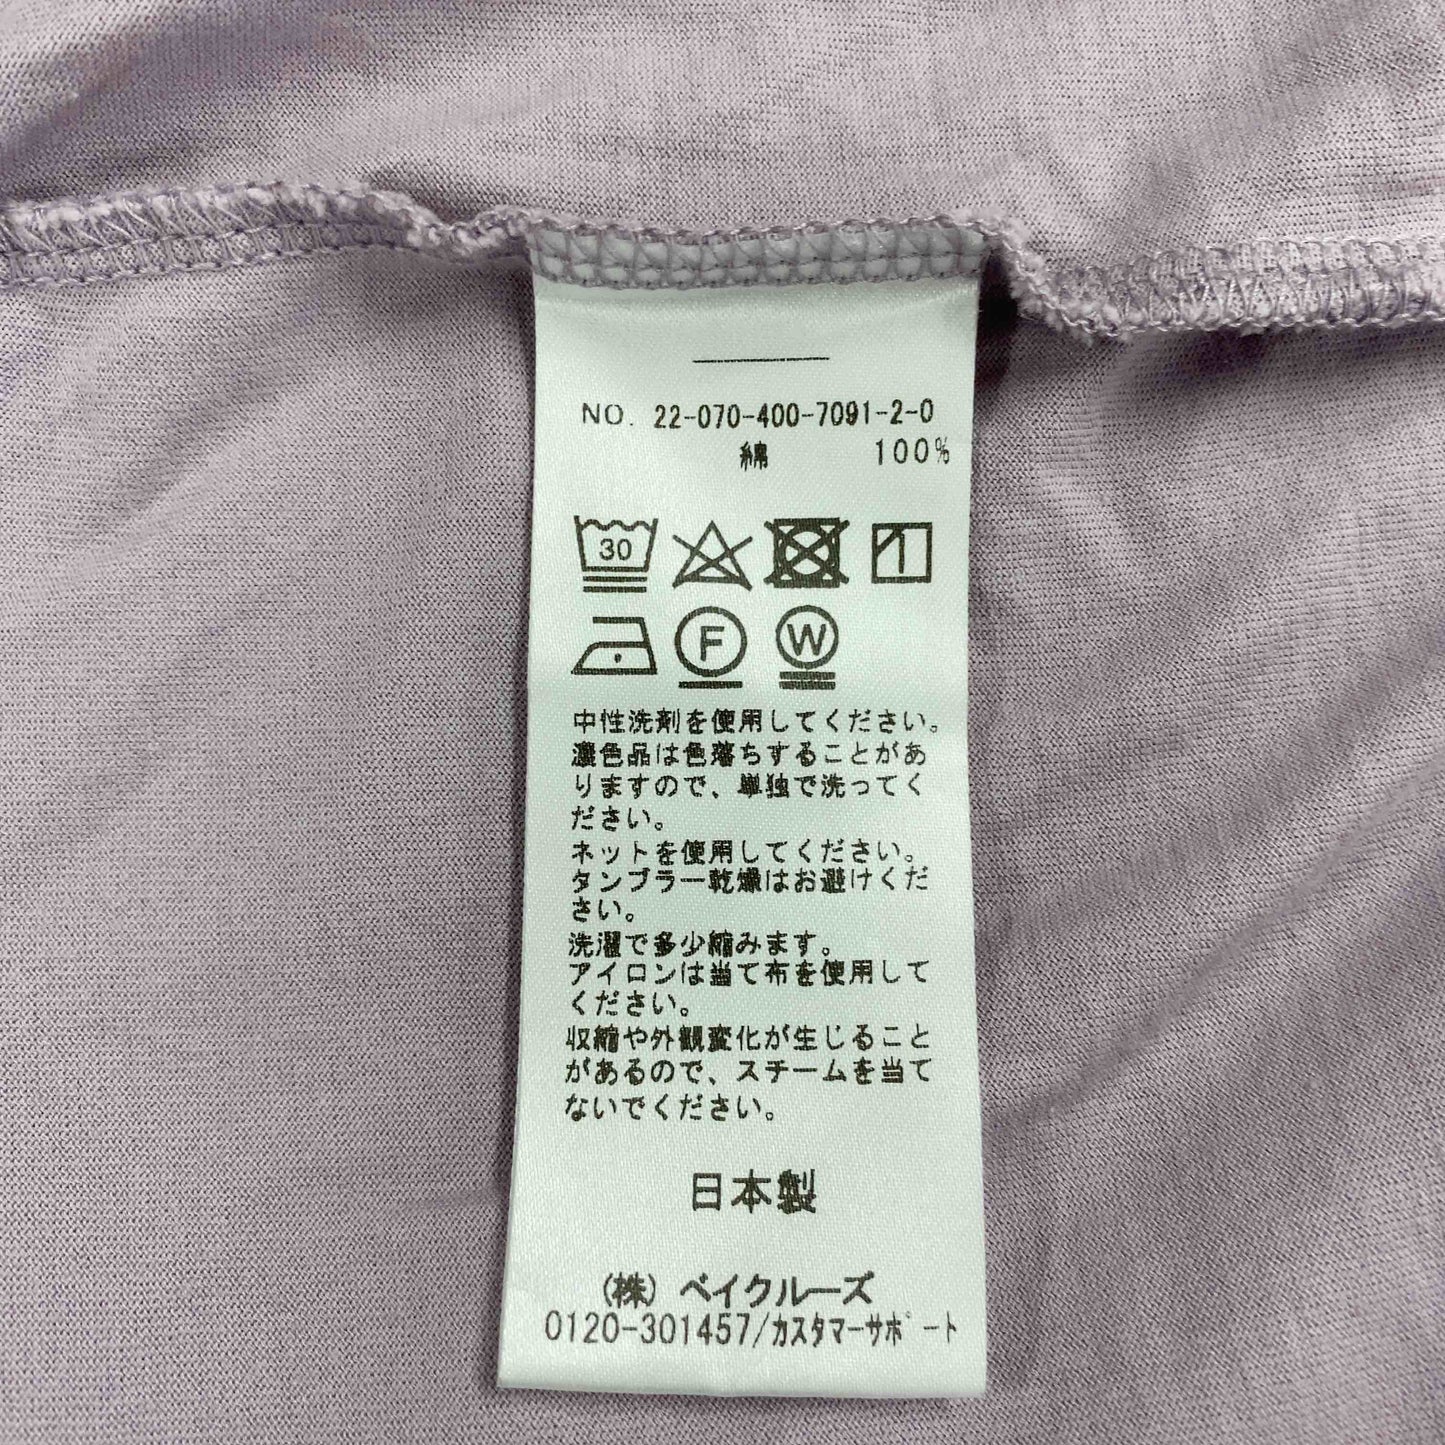 NO. 22-070-400-7091-2-0
綿 100%
30
F W
中性洗剤を使用してください。
濃色品は色落ちすることがあ
りますので、単独で洗ってく
ださい。
ネットを使用してください。
タンブラー乾燥はお避けくだ
さい。
洗濯で多少縮みます。
アイロンは当て布を使用して
ください。
収縮や外観変化が生じること
があるので、スチームを当て
ないでください。
日本製
(株) ベイクルーズ
0120-301457/カスタマーサポート